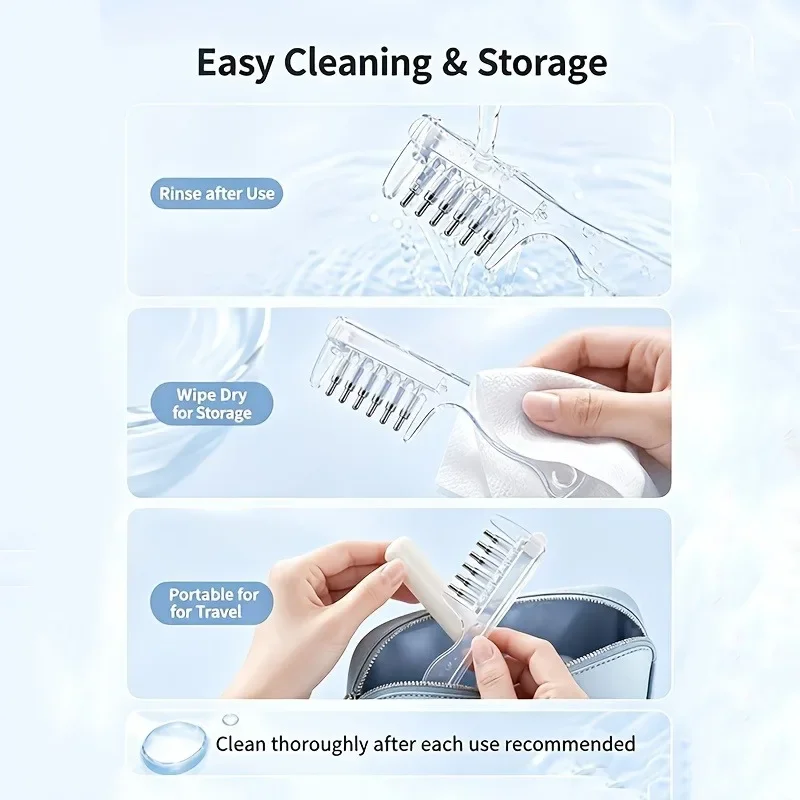 Easy Cleaning & Storage
Rinse after Use
Wipe Dry
for Storage
Portable for
for Travel
Clean thoroughly after each use recommended